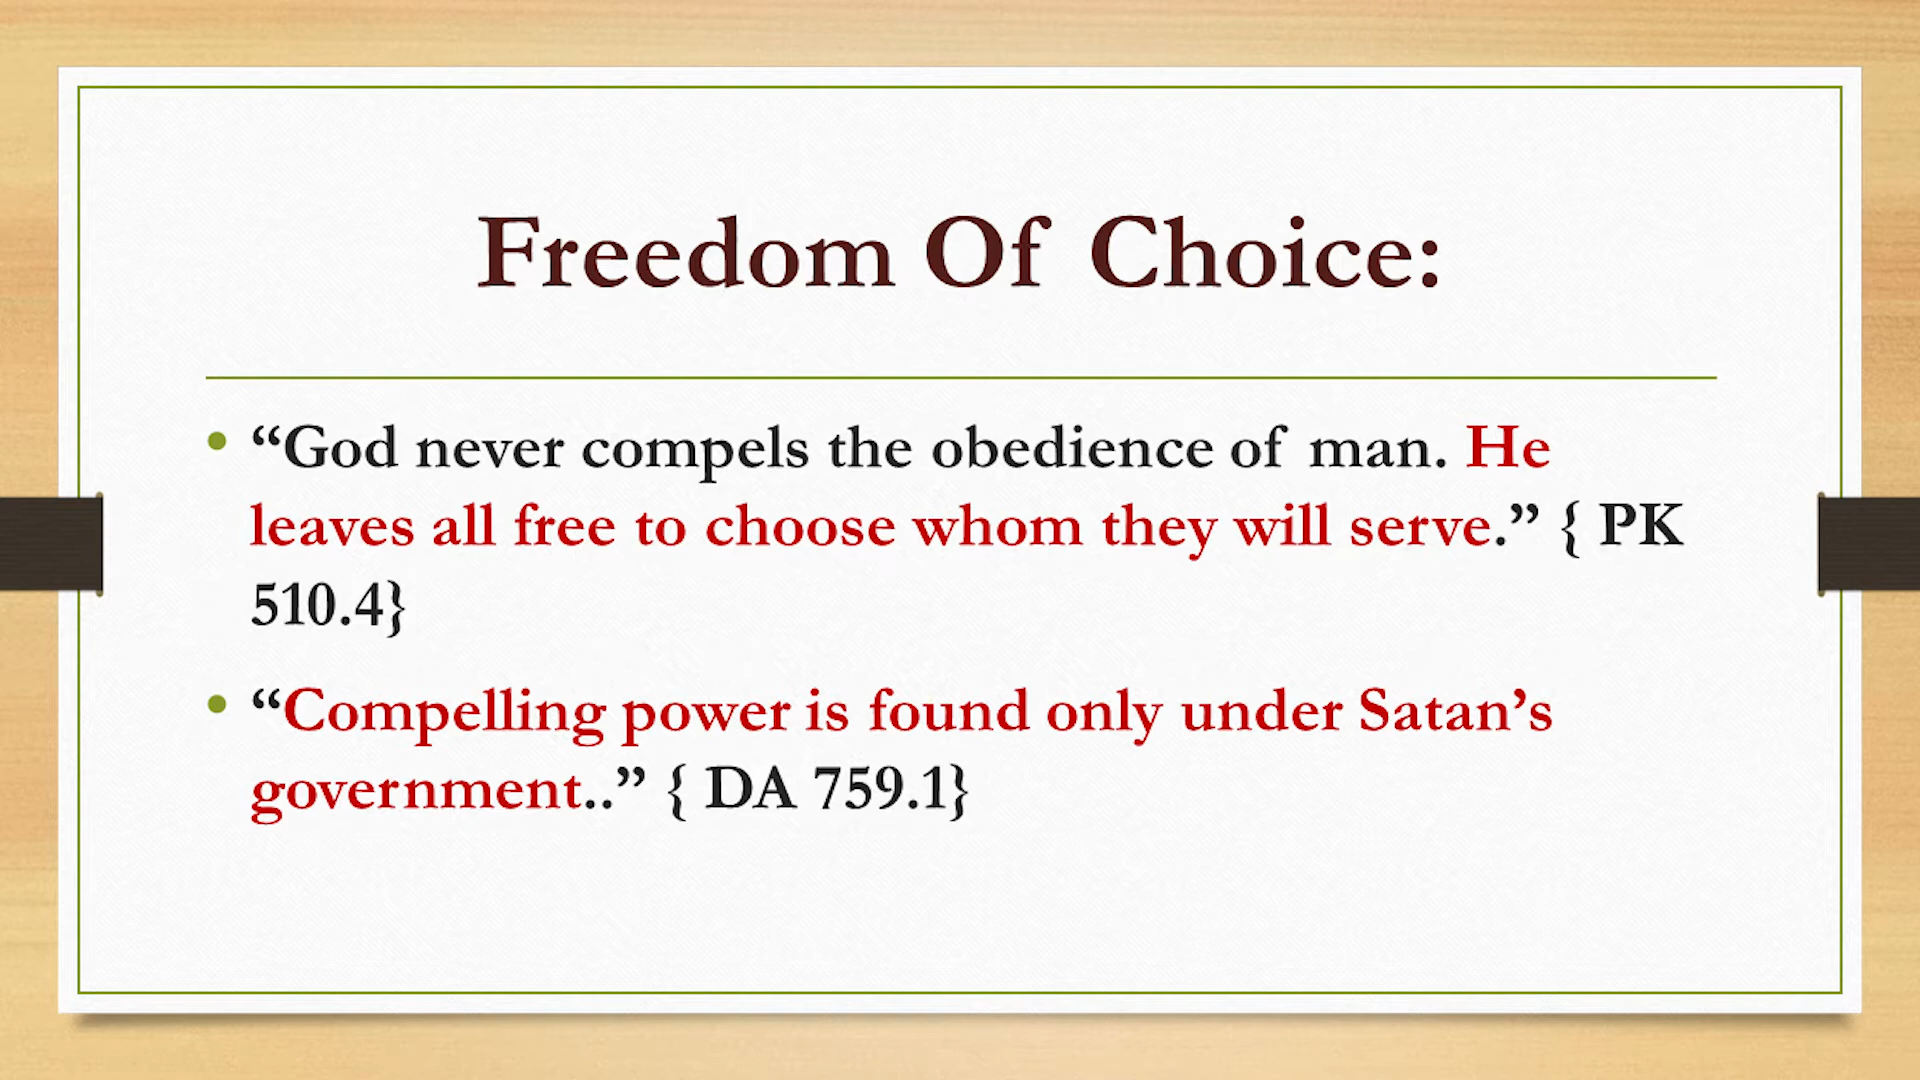 Freedom Of Choice:
• “God never compels the obedience of man. He
leaves all free to choose whom they will serve.” { PK
510.4}
• “Compelling power is found only under Satan’s
government..” { DA 759.1}